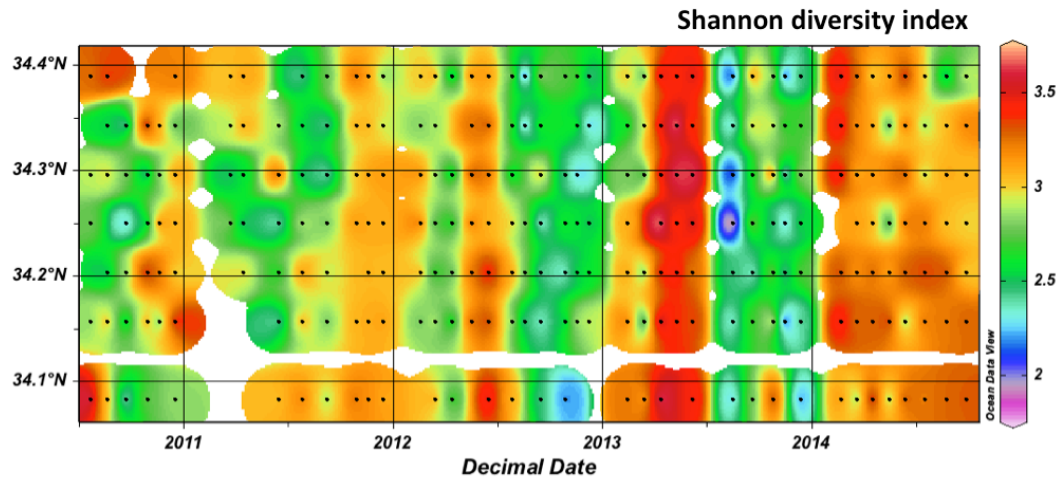 Shannon diversity index
34.4°N
34.3°N
34.2°N
34.1°N
2011
2012
2013
2014
Decimal Date
3.5
3
2.5
2
Ocean Data View